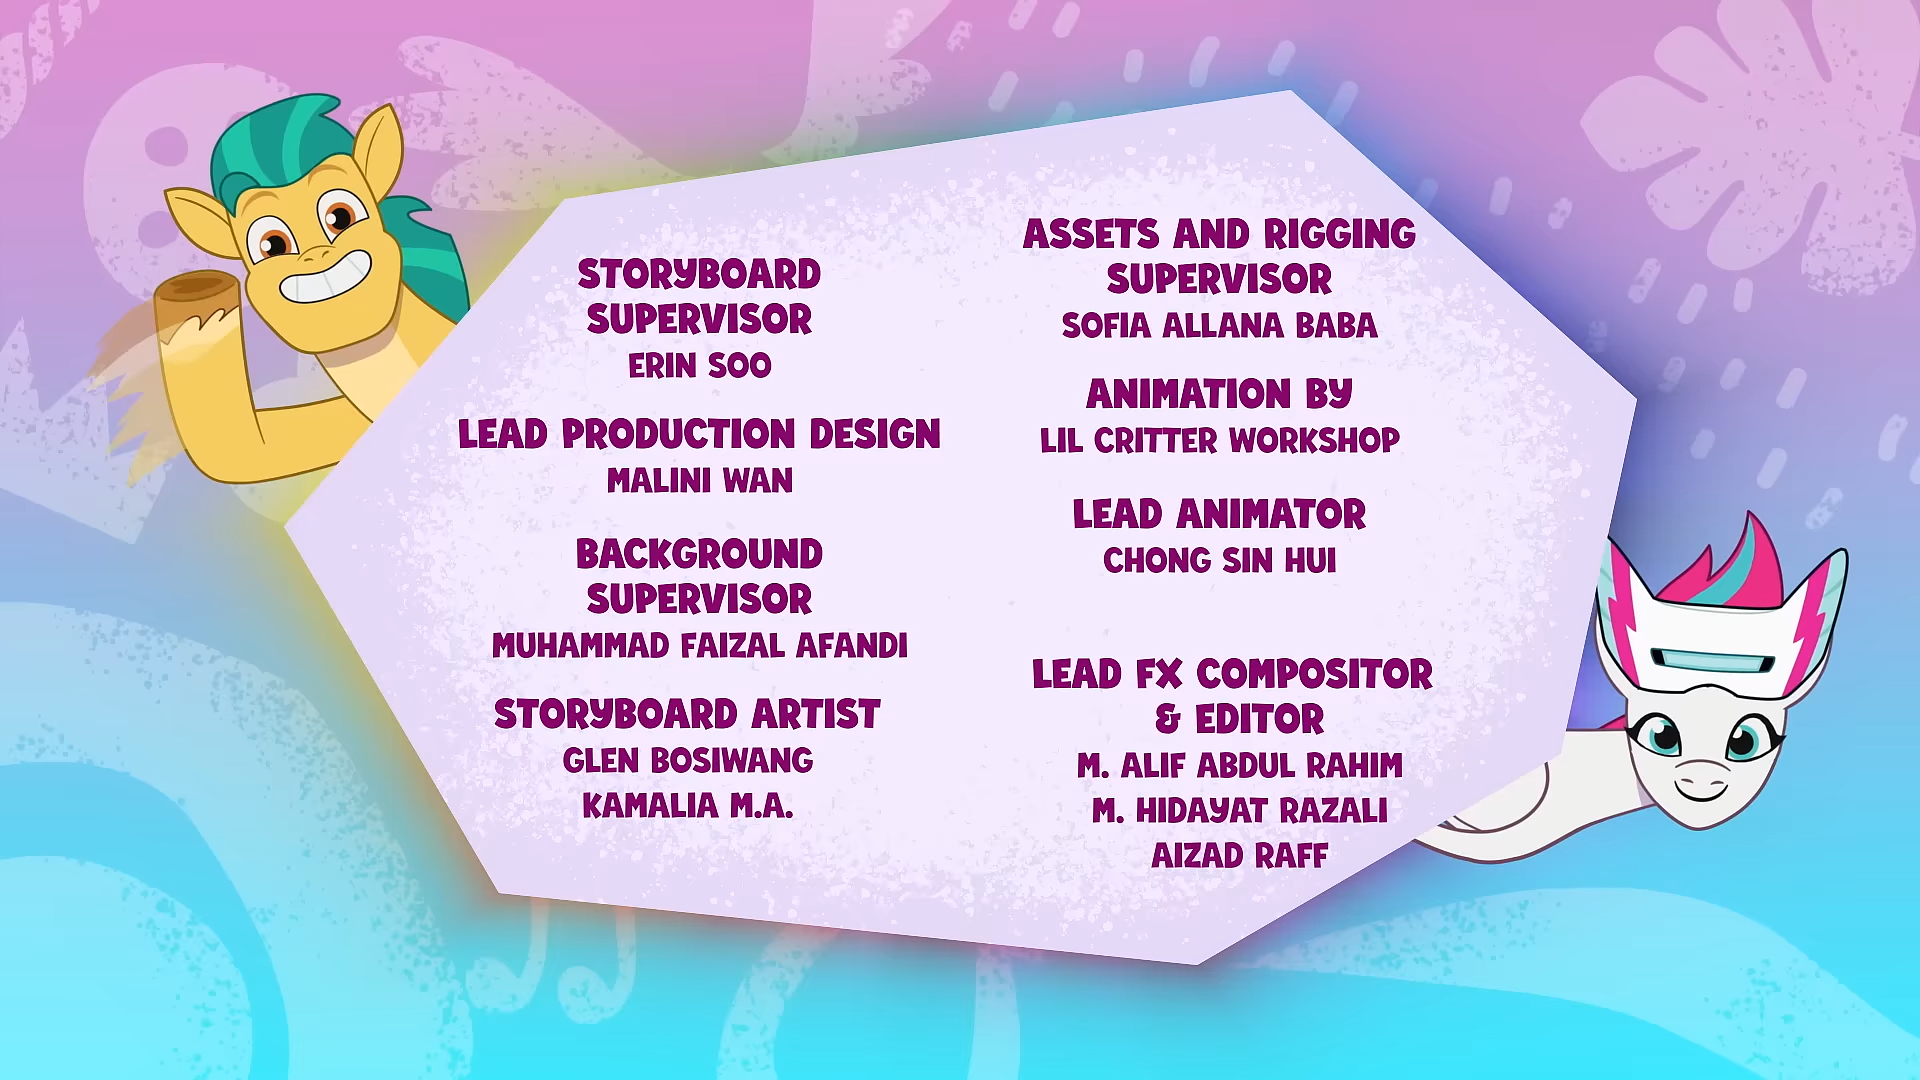 STORYBOARD
SUPERVISOR
ERIN SOO
LEAD PRODUCTION DESIGN
MALINI WAN
BACKGROUND
SUPERVISOR
MUHAMMAD FAIZAL AFANDI
STORYBOARD ARTIST
GLEN BOSIWANG
KAMALIA M.A.
ASSETS AND RIGGING
SUPERVISOR
SOFIA ALLANA BABA
ANIMATION BY
LIL CRITTER WORKSHOP
LEAD ANIMATOR
CHONG SIN HUI
LEAD FX COMPOSITOR
& EDITOR
M. ALIF ABDUL RAHIM
M. HIDAYAT RAZALI
AIZAD RAFF